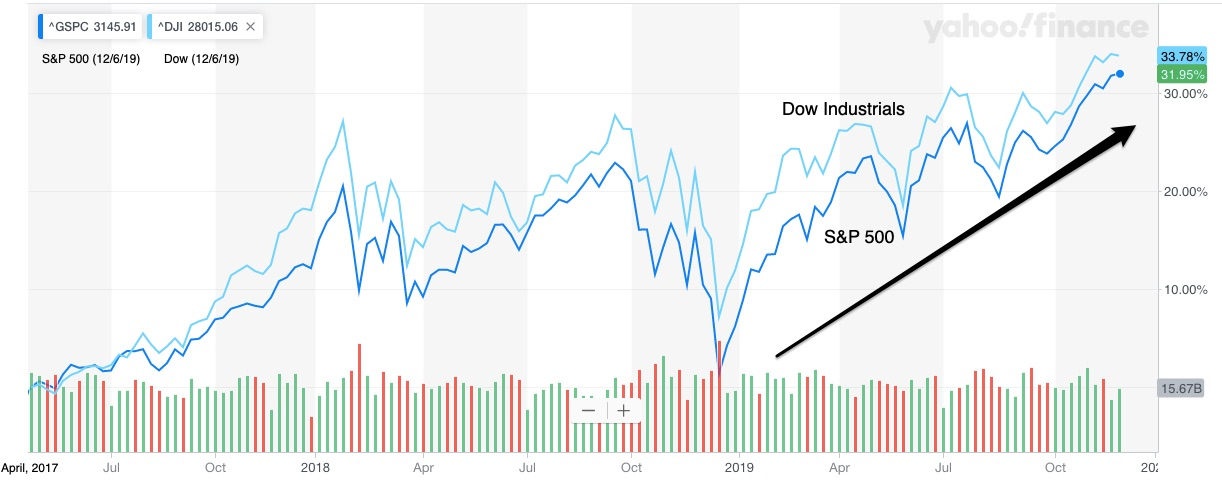 ^GSPC 3145.91 ^DJI 28015.06 ×
yahoo!finance
S&P 500 (12/6/19) Dow (12/6/19)
33.78%
31.95%
30.00%
Dow Industrials
20.00%
S&P 500
10.00%
15.67B
− +
April, 2017 Jul Oct 2018 Apr Jul Oct 2019 Apr Jul Oct 202